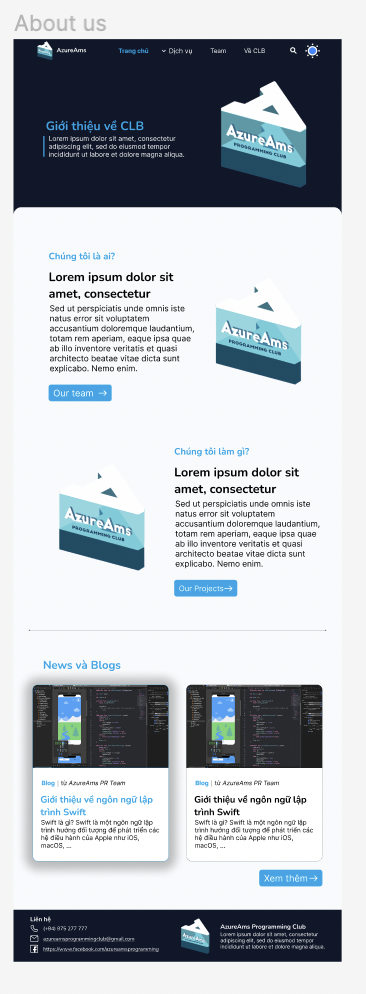 About us
AzureAms
Trang chủ
Dịch vụ
Team
Về CLB
Giới thiệu về CLB
Lorem ipsum dolor sit amet, consectetur
adipiscing elit, sed do eiusmod tempor
incididunt ut labore et dolore magna aliqua.
AzureAms
PROGRAMMING CLUB
Chúng tôi là ai?
Lorem ipsum dolor sit
amet, consectetur
Sed ut perspiciatis unde omnis iste
natus error sit voluptatem
accusantium doloremque laudantium,
totam rem aperiam, eaque ipsa quae
ab illo inventore veritatis et quasi
architecto beatae vitae dicta sunt
explicabo. Nemo enim.
Our team →
AzureAms
PROGRAMMING CLUB
Chúng tôi làm gì?
Lorem ipsum dolor sit
amet, consectetur
Sed ut perspiciatis unde omnis iste
natus error sit voluptatem
accusantium doloremque laudantium,
totam rem aperiam, eaque ipsa quae
ab illo inventore veritatis et quasi
architecto beatae vitae dicta sunt
explicabo. Nemo enim.
Our Projects→
AzureAms
PROGRAMMING CLUB
News và Blogs
Blog | từ AzureAms PR Team
Giới thiệu về ngôn ngữ lập
trình Swift
Swift là gì? Swift là một ngôn ngữ lập
trình hướng đối tượng để phát triển các
hệ điều hành của Apple như iOS,
macOS, ...
Blog | từ AzureAms PR Team
Giới thiệu về ngôn ngữ lập
trình Swift
Swift là gì? Swift là một ngôn ngữ lập
trình hướng đối tượng để phát triển các
hệ điều hành của Apple như iOS,
macOS, ...
Xem thêm→
Liên hệ
(+84) 975 277 777
azureamsprogrammingclub@gmail.com
https://www.facebook.com/azureamsprogramming
AzureAms
AzureAms Programming Club
Lorem ipsum dolor sit amet, consectetur
adipiscing elit, sed do eiusmod tempor
incididunt ut labore et dolore magna aliqua.